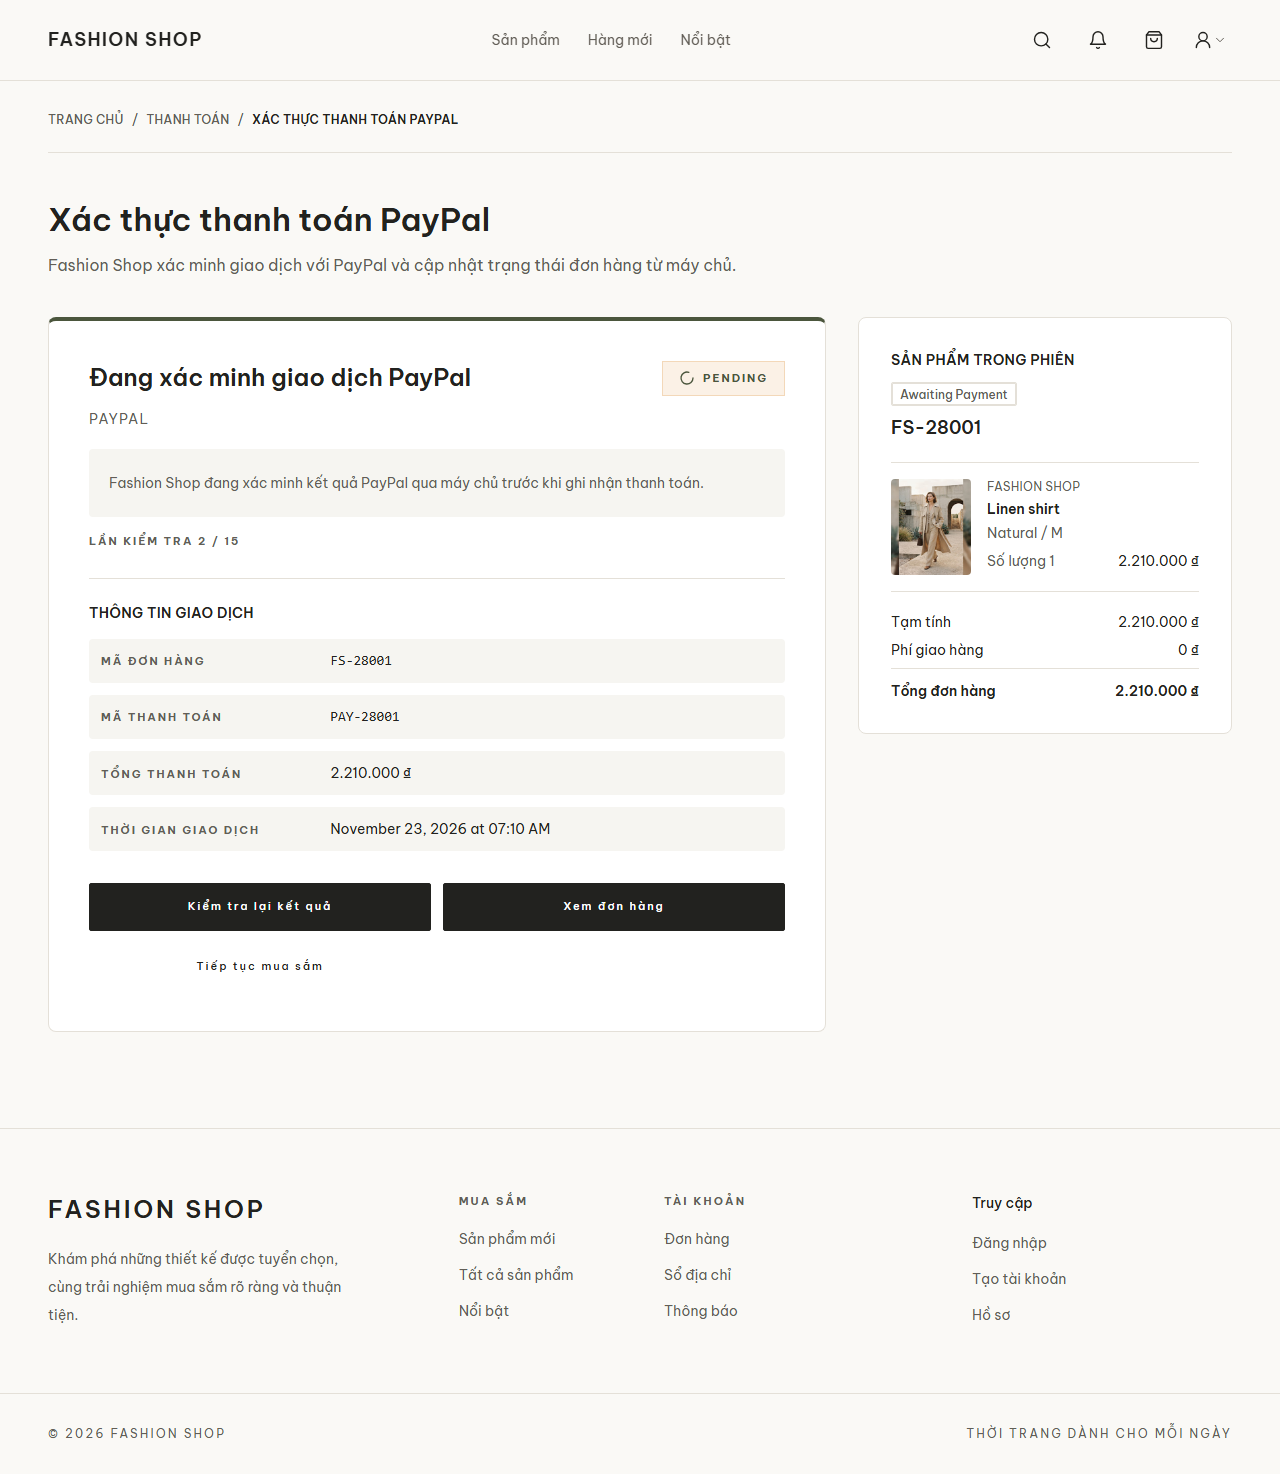 FASHION SHOP
Sản phẩm
Hàng mới
Nổi bật
TRANG CHỦ / THANH TOÁN / XÁC THỰC THANH TOÁN PAYPAL
Xác thực thanh toán PayPal
Fashion Shop xác minh giao dịch với PayPal và cập nhật trạng thái đơn hàng từ máy chủ.
Đang xác minh giao dịch PayPal
PENDING
PAYPAL
Fashion Shop đang xác minh kết quả PayPal qua máy chủ trước khi ghi nhận thanh toán.
LẦN KIỂM TRA 2 / 15
THÔNG TIN GIAO DỊCH
MÃ ĐƠN HÀNG FS-28001
MÃ THANH TOÁN PAY-28001
TỔNG THANH TOÁN 2.210.000 ₫
THỜI GIAN GIAO DỊCH November 23, 2026 at 07:10 AM
Kiểm tra lại kết quả
Xem đơn hàng
Tiếp tục mua sắm
SẢN PHẨM TRONG PHIÊN
Awaiting Payment
FS-28001
FASHION SHOP
Linen shirt
Natural / M
Số lượng 1 2.210.000 ₫
Tạm tính 2.210.000 ₫
Phí giao hàng 0 ₫
Tổng đơn hàng 2.210.000 ₫
FASHION SHOP
Khám phá những thiết kế được tuyển chọn,
cùng trải nghiệm mua sắm rõ ràng và thuận
tiện.
MUA SẮM
Sản phẩm mới
Tất cả sản phẩm
Nổi bật
TÀI KHOẢN
Đơn hàng
Sổ địa chỉ
Thông báo
Truy cập
Đăng nhập
Tạo tài khoản
Hồ sơ
© 2026 FASHION SHOP
THỜI TRANG DÀNH CHO MỖI NGÀY